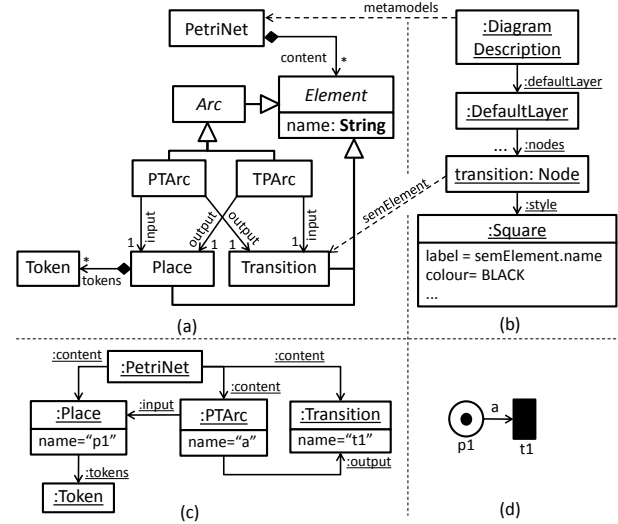 PetriNet
metamodels
:Diagram
Description
content
*
:defaultLayer
Arc
Element
name: String
:DefaultLayer
... :nodes
PTArc
TPArc
transition: Node
semElement
:style
input
output
output
input
1
1
1
1
:Square
label = semElement.name
colour= BLACK
...
Token
*
tokens
Place
Transition
(a)
(b)
:content
:PetriNet
:content
:content
:Place
name="p1"
:input
:PTArc
name="a"
:Transition
name="t1"
:tokens
:output
:Token
(c)
a
p1
t1
(d)